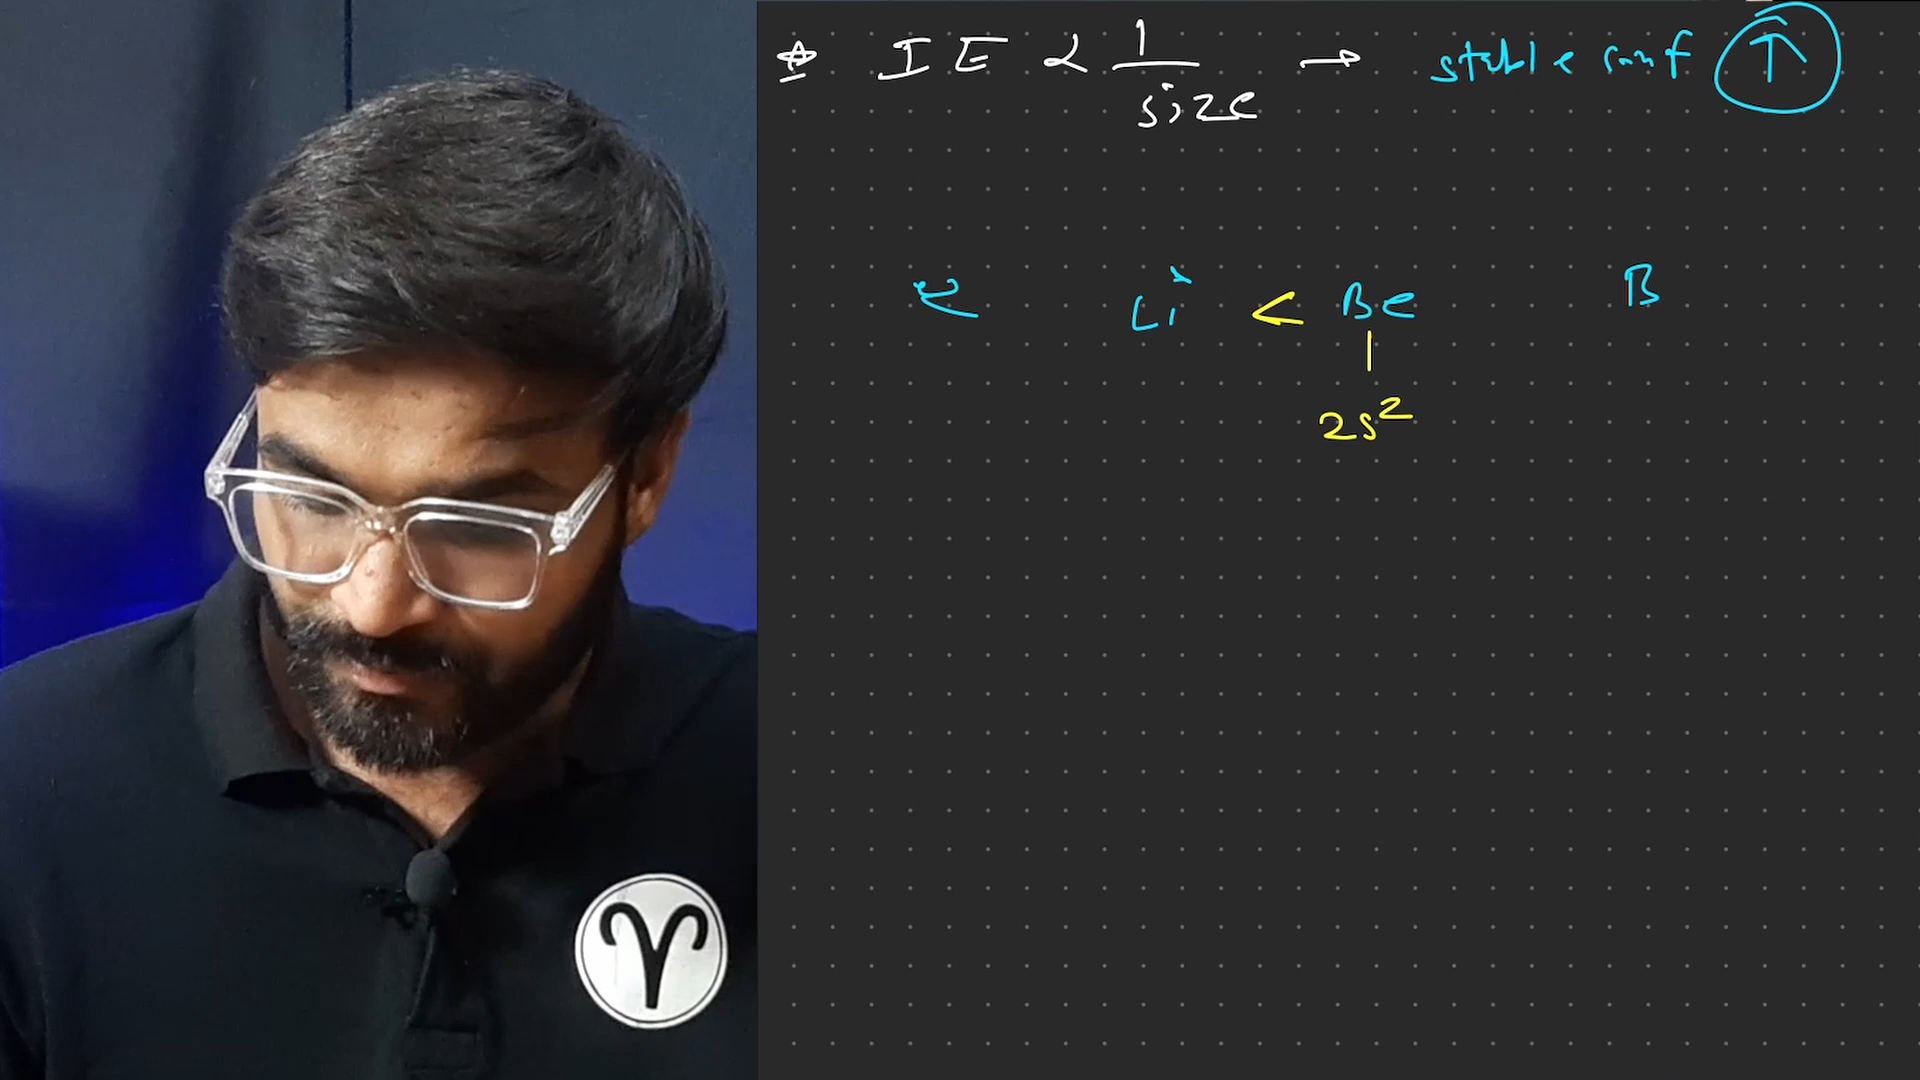 IE α 1/size → stable conf ↑
Li < Be B
2s²